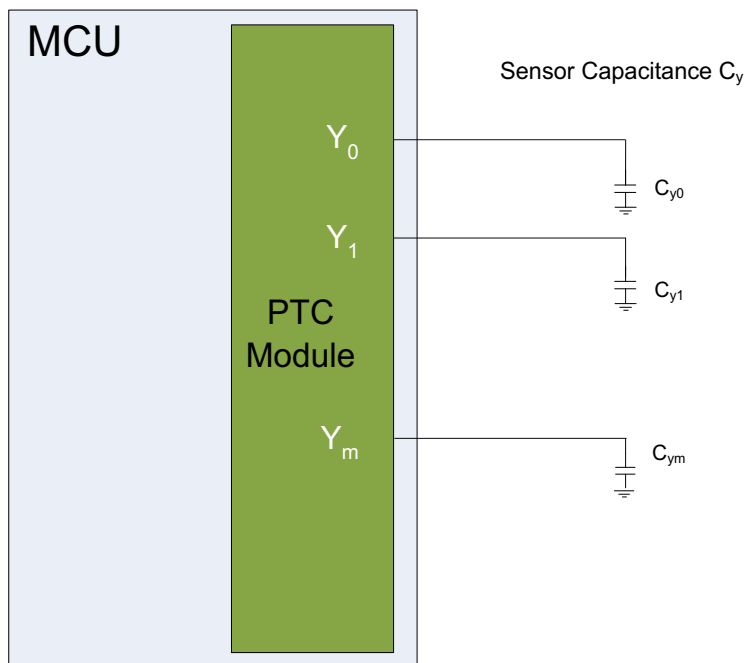 MCU
Sensor Capacitance Cy
Y0
Cy0
Y1
Cy1
PTC
Module
Ym
Cym